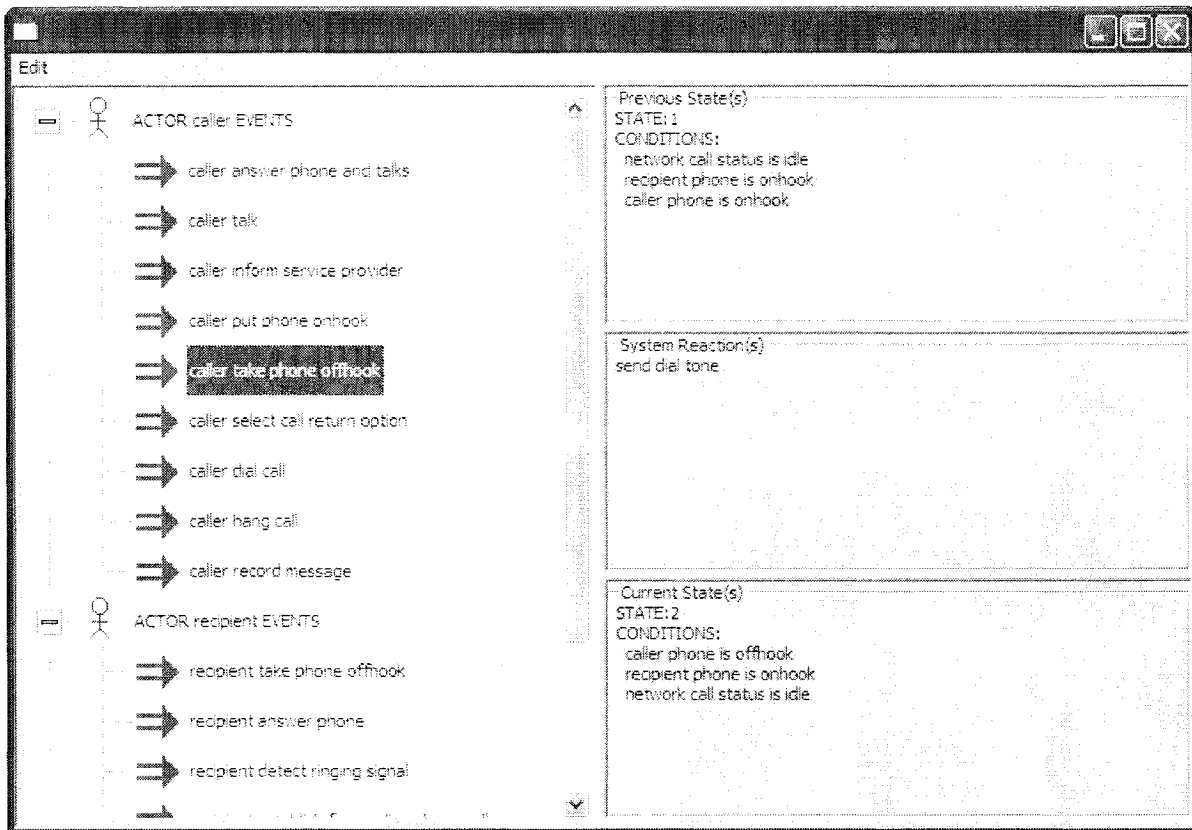 Edit
ACTOR caller EVENTS
caller answer phone and talks
caller talk
caller inform service provider
caller put phone onhook
caller take phone offhook
caller select call return option
caller dial call
caller hang call
caller record message
ACTOR recipient EVENTS
recipient take phone offhook
recipient answer phone
recipient detect ringing signal
Previous State(s)
STATE:1
CONDITIONS:
network call status is idle
recipient phone is onhook
caller phone is onhook
System Reaction(s)
send dial tone
Current State(s)
STATE:2
CONDITIONS:
caller phone is offhook
recipient phone is onhook
network call status is idle